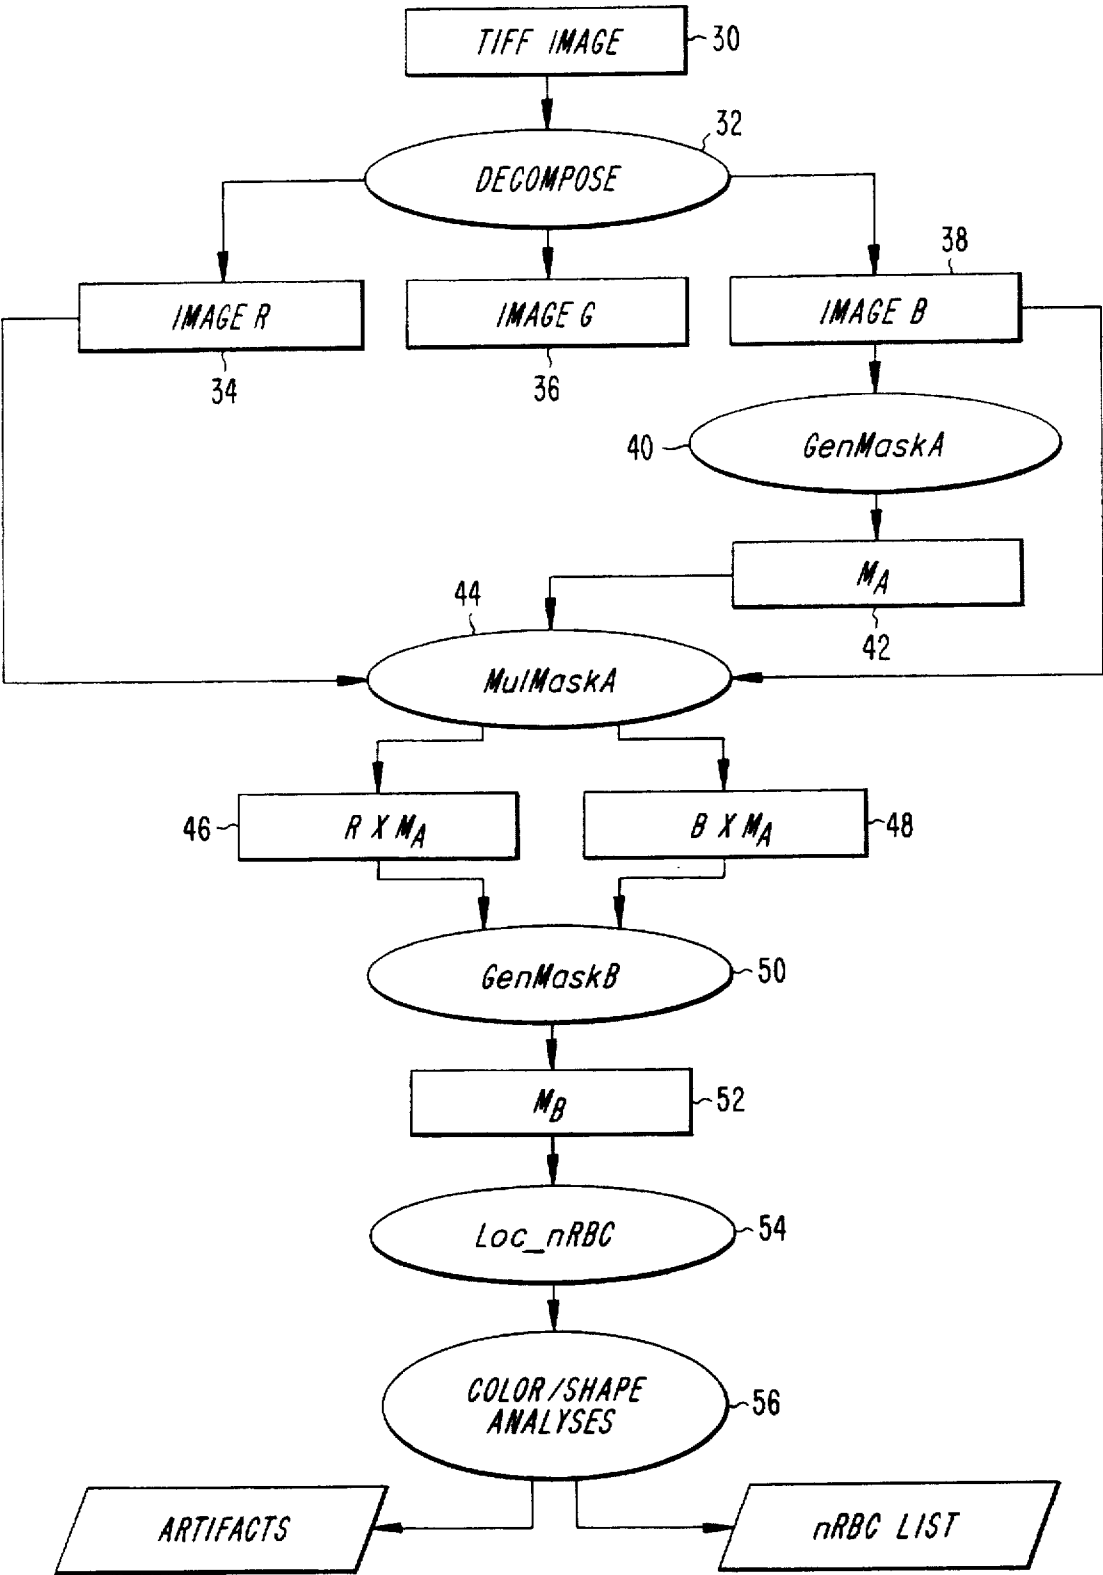 TIFF IMAGE
30
32
DECOMPOSE
38
IMAGE R
IMAGE G
IMAGE B
34
36
40
GenMaskA
MA
42
44
MulMaskA
46
R X MA
B X MA
48
GenMaskB
50
MB
52
Loc_nRBC
54
COLOR/SHAPE
ANALYSES
56
ARTIFACTS
nRBC LIST